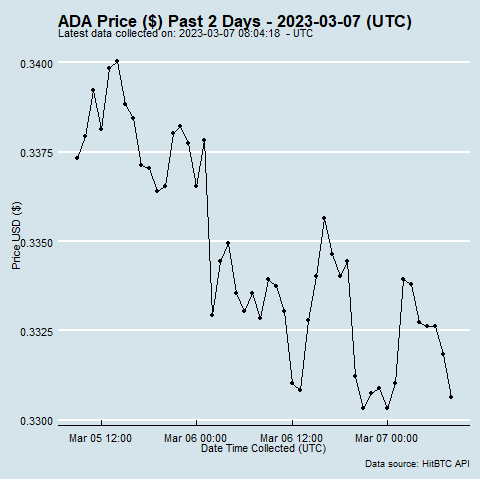 ADA Price ($) Past 2 Days - 2023-03-07 (UTC)
Latest data collected on: 2023-03-07 08:04:18  - UTC
0.3400
0.3375
0.3350
0.3325
0.3300
Price USD ($)
Mar 05 12:00 Mar 06 00:00 Mar 06 12:00 Mar 07 00:00
Date Time Collected (UTC)
Data source: HitBTC API